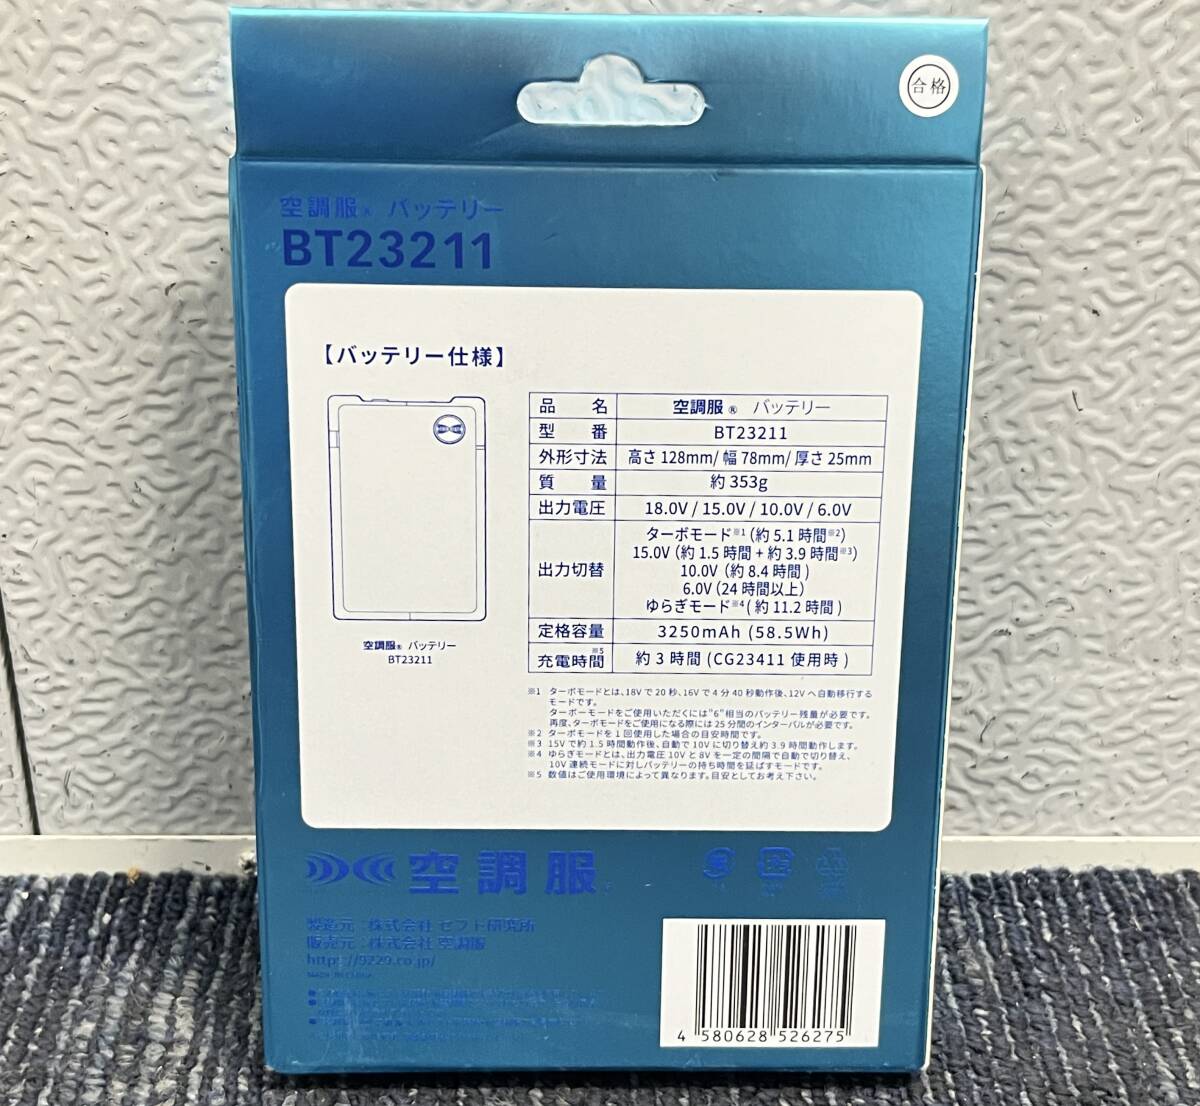 合格
空調服® バッテリー
BT23211
【バッテリー仕様】
品 名 空調服® バッテリー
型 番 BT23211
外形寸法 高さ 128mm/ 幅 78mm/ 厚さ 25mm
質 量 約 353g
出力電圧 18.0V / 15.0V / 10.0V / 6.0V
出力切替
ターボモード※1 (約 5.1 時間※2)
15.0V (約 1.5 時間 + 約 3.9 時間※3)
10.0V (約 8.4 時間)
6.0V (24 時間以上)
ゆらぎモード※4 (約 11.2 時間)
定格容量 3250mAh (58.5Wh)
充電時間※5 約 3 時間 (CG23411 使用時)
空調服® バッテリー
BT23211
※1 ターボモードとは、18V で 20 秒、16V で 4 分 40 秒動作後、12V へ自動移行する
モードです。
ターボーモードをご使用いただくには"6"相当のバッテリー残量が必要です。
再度、ターボモードをご使用になる際には 25 分間のインターバルが必要です。
※2 ターボモードを 1 回使用した場合の目安時間です。
※3 15V で約 1.5 時間動作後、自動で 10V に切り替え約 3.9 時間動作します。
※4 ゆらぎモードとは、出力電圧 10V と 8V を一定の間隔で自動で切り替え、
10V 連続モードに対しバッテリーの持ち時間を延ばすモードです。
※5 数値はご使用環境によって異なります。目安としてお考え下さい。
空調服
製造元：株式会社 セフト研究所
販売元：株式会社 空調服
https://9229.co.jp/
4 580628 526275